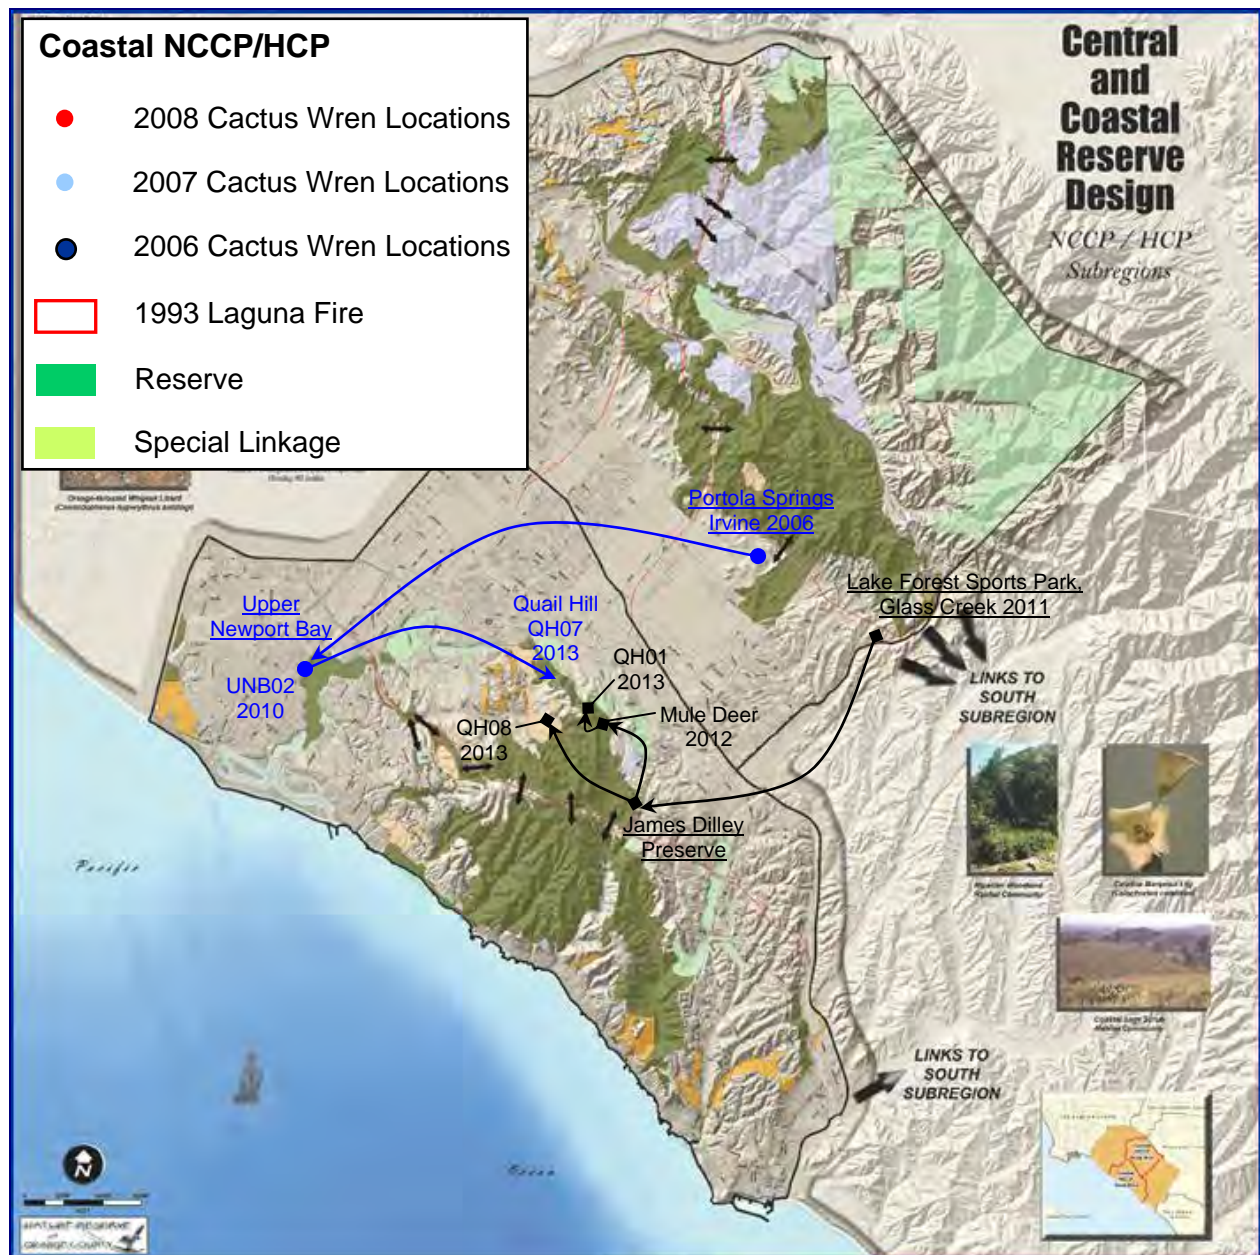 Coastal NCCP/HCP
2008 Cactus Wren Locations
2007 Cactus Wren Locations
2006 Cactus Wren Locations
1993 Laguna Fire
Reserve
Special Linkage
Central
and
Coastal
Reserve
Design
NCCP / HCP
Subregions
Portola Springs
Irvine 2006
Lake Forest Sports Park,
Glass Creek 2011
Upper
Newport Bay
UNB02
2010
Quail Hill
QH07
2013
QH01
2013
QH08
2013
Mule Deer
2012
James Dilley
Preserve
LINKS TO
SOUTH
SUBREGION
LINKS TO
SOUTH
SUBREGION
Pacific
Ocean
N